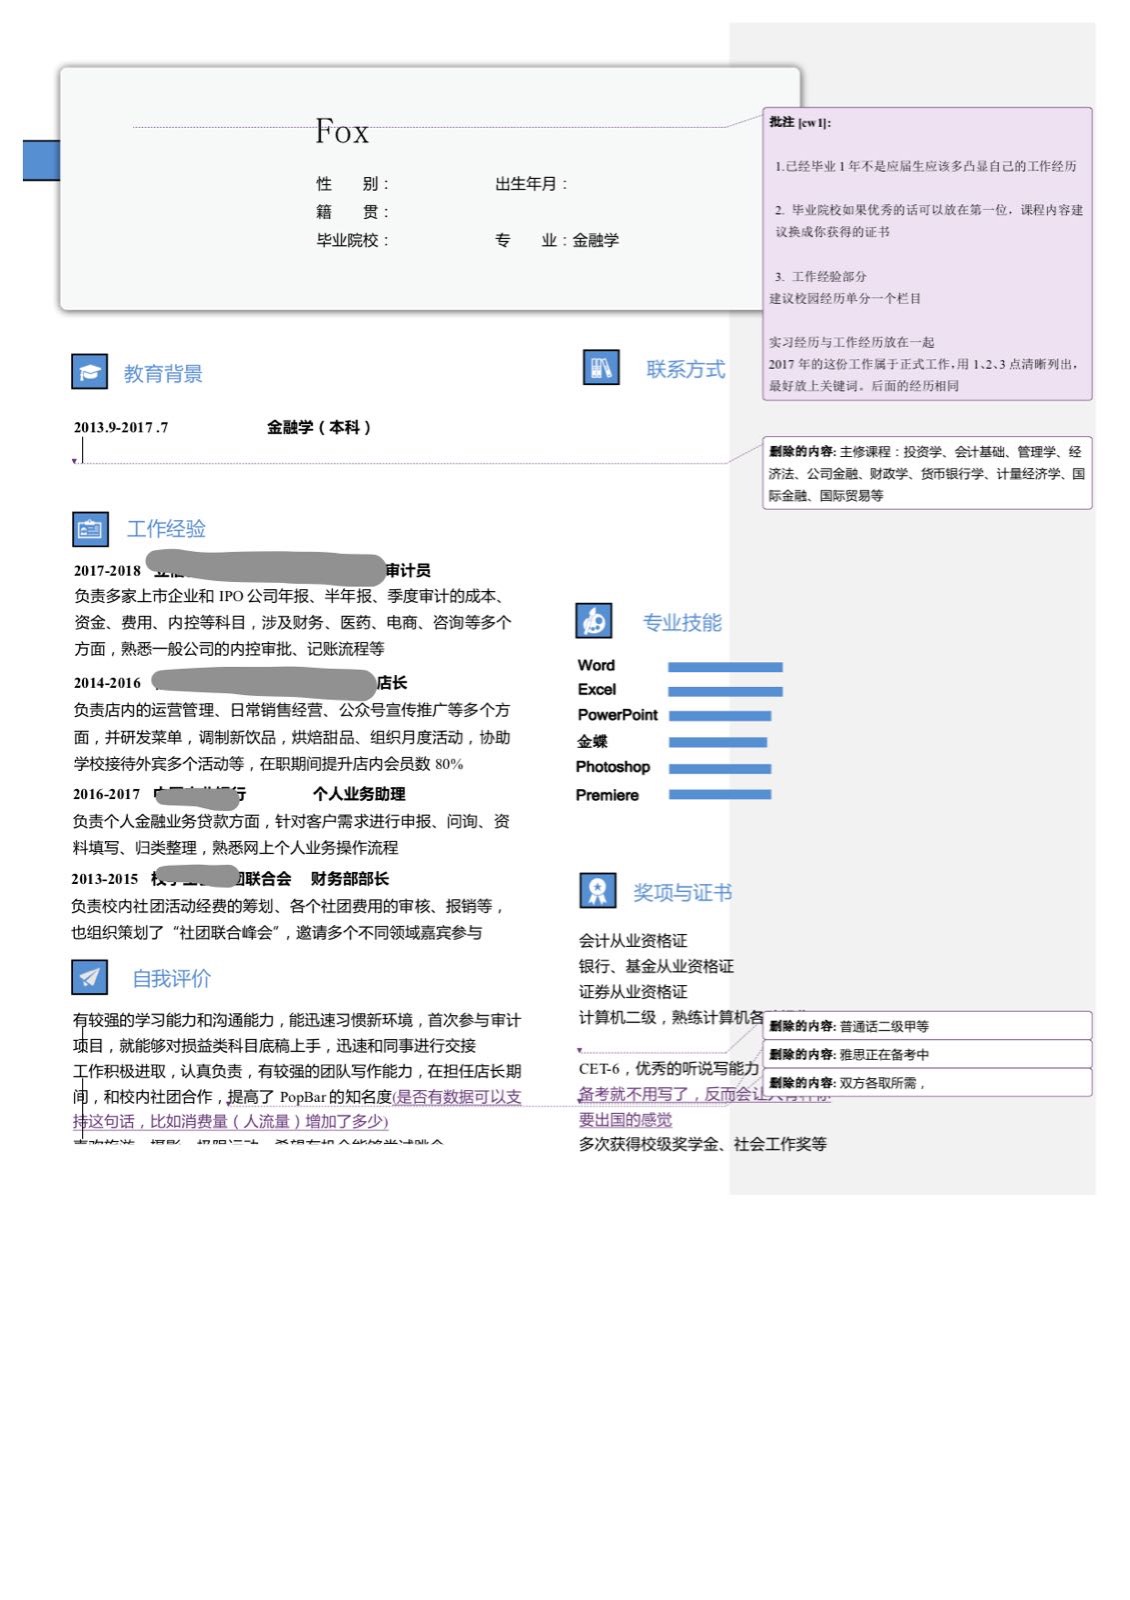 Fox
性 别：
出生年月：
籍 贯：
毕业院校：
专 业：金融学
教育背景
2013.9-2017 .7 金融学（本科）
工作经验
2017-2018 审计员
负责多家上市企业和 IPO 公司年报、半年报、季度审计的成本、
资金、费用、内控等科目，涉及财务、医药、电商、咨询等多个
方面，熟悉一般公司的内控审批、记账流程等
2014-2016 店长
负责店内的运营管理、日常销售经营、公众号宣传推广等多个方
面，并研发菜单，调制新饮品，烘焙甜品、组织月度活动，协助
学校接待外宾多个活动等，在职期间提升店内会员数 80%
2016-2017 行 个人业务助理
负责个人金融业务贷款方面，针对客户需求进行申报、问询、资
料填写、归类整理，熟悉网上个人业务操作流程
2013-2015 团联合会 财务部部长
负责校内社团活动经费的筹划、各个社团费用的审核、报销等，
也组织策划了“社团联合峰会”，邀请多个不同领域嘉宾参与
自我评价
有较强的学习能力和沟通能力，能迅速习惯新环境，首次参与审计
项目，就能够对损益类科目底稿上手，迅速和同事进行交接
工作积极进取，认真负责，有较强的团队写作能力，在担任店长期
间，和校内社团合作，提高了 PopBar 的知名度(是否有数据可以支
持这句话，比如消费量（人流量）增加了多少)
联系方式
专业技能
Word
Excel
PowerPoint
金蝶
Photoshop
Premiere
奖项与证书
会计从业资格证
银行、基金从业资格证
证券从业资格证
计算机二级，熟练计算机各
CET-6，优秀的听说写能力
备考就不用写了，反而会让人有种你
要出国的感觉
多次获得校级奖学金、社会工作奖等
批注 [cw1]:
1.已经毕业 1 年不是应届生应该多凸显自己的工作经历
2. 毕业院校如果优秀的话可以放在第一位，课程内容建
议换成你获得的证书
3. 工作经验部分
建议校园经历单分一个栏目
实习经历与工作经历放在一起
2017 年的这份工作属于正式工作，用 1、2、3 点清晰列出，
最好放上关键词。后面的经历相同
删除的内容: 主修课程：投资学、会计基础、管理学、经
济法、公司金融、财政学、货币银行学、计量经济学、国
际金融、国际贸易等
删除的内容: 普通话二级甲等
删除的内容: 雅思正在备考中
删除的内容: 双方各取所需，